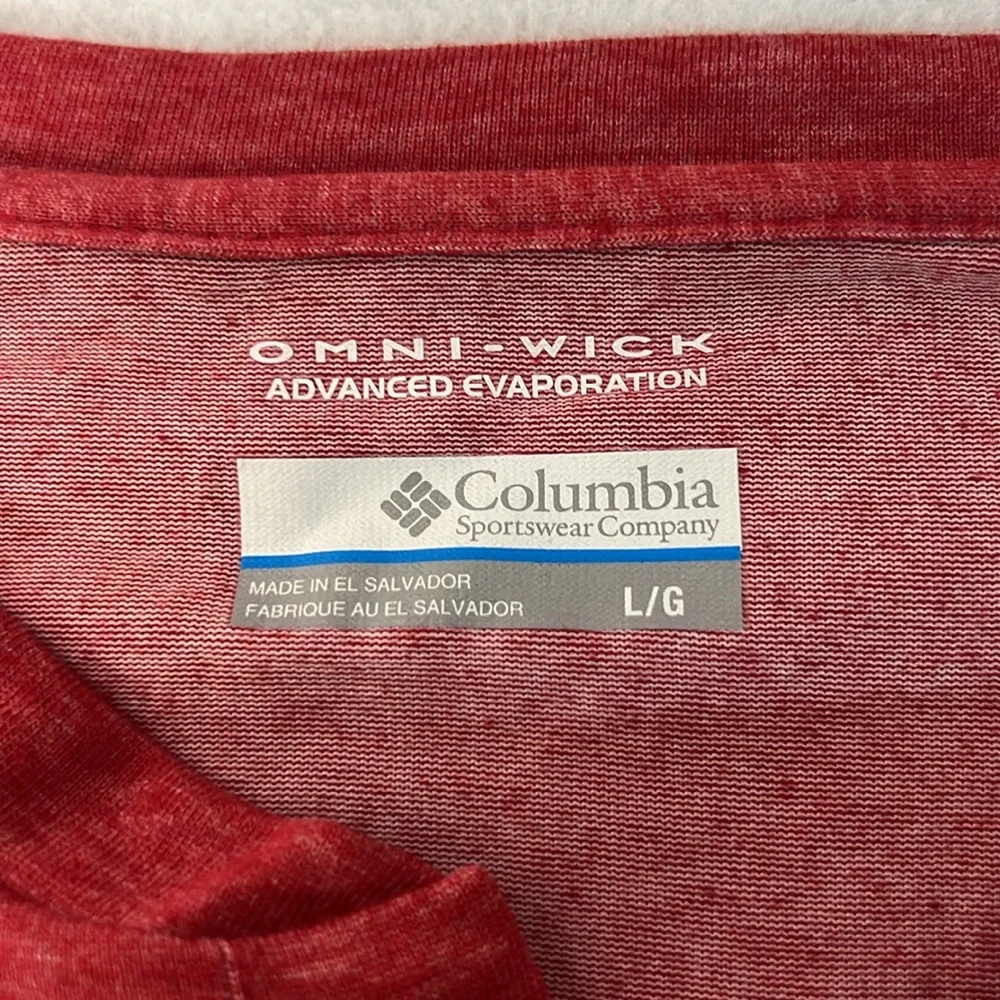 OMNI-WICK
ADVANCED EVAPORATION
Columbia
Sportswear Company
MADE IN EL SALVADOR
FABRIQUE AU EL SALVADOR
L/G